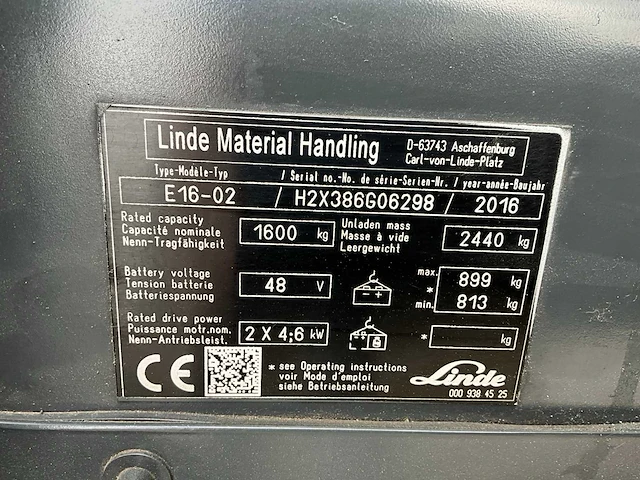 Linde Material Handling
D-63743 Aschaffenburg
Carl-von-Linde-Platz
Type-Modèle-Typ / Serial no.-No. de série-Serien-Nr. / year-année-Baujahr
E16-02 / H2X386G06298 / 2016
Rated capacity
Capacité nominale
Nenn-Tragfähigkeit
1600 kg
Unladen mass
Masse à vide
Leergewicht
2440 kg
Battery voltage
Tension batterie
Batteriespannung
48 V
- +
max. 899 kg
*
min. 813 kg
Rated drive power
Puissance motr.nom.
Nenn-Antriebsleist.
2 X 4;6 kW
* kg
CE
* see Operating instructions
voir Mode d'emploi
siehe Betriebsanleitung
Linde
000 938 45 25